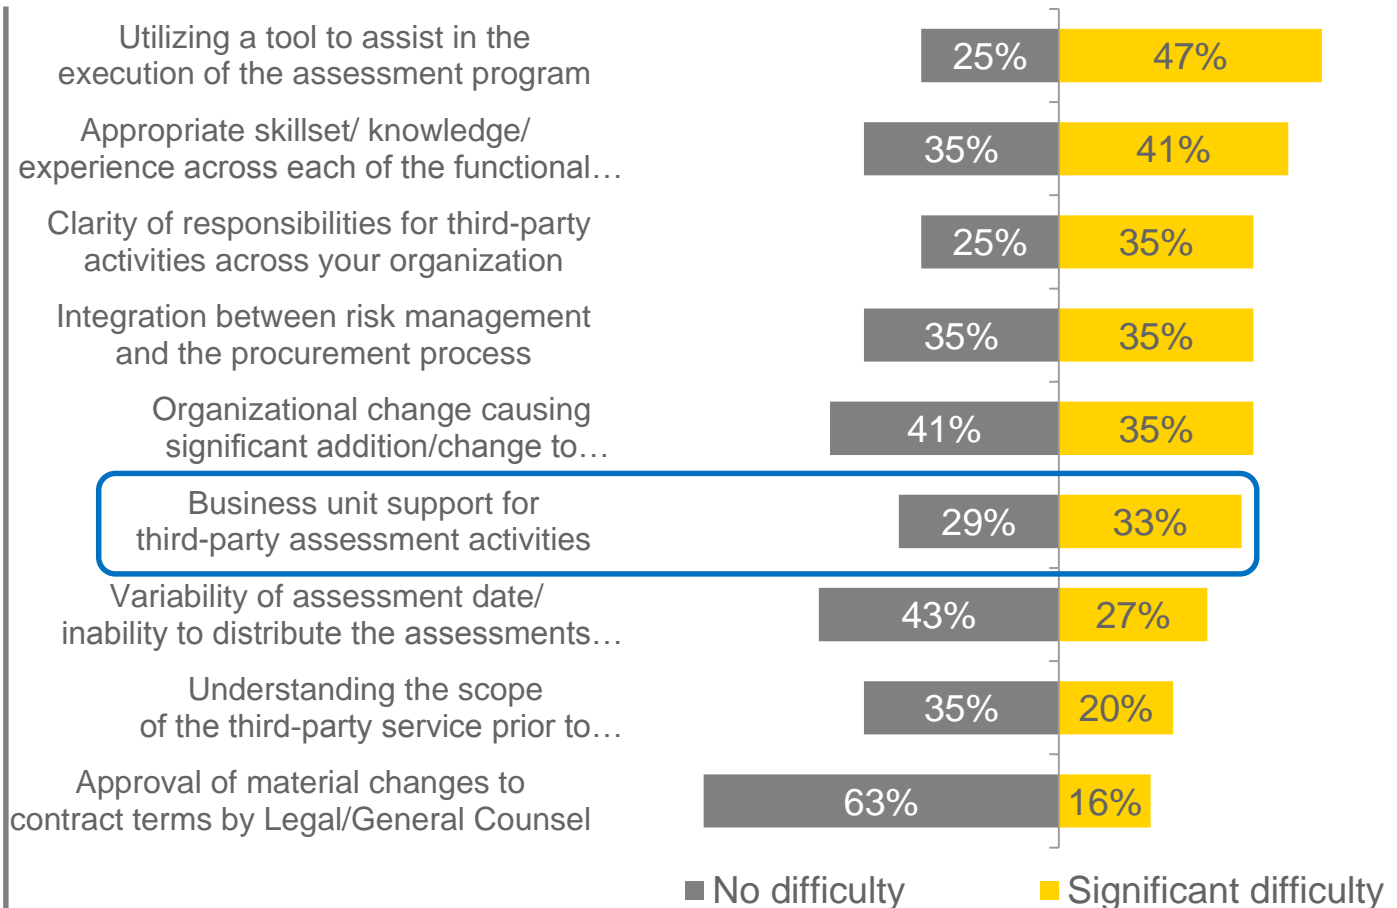 Utilizing a tool to assist in the
execution of the assessment program
25%
47%
Appropriate skillset/ knowledge/
experience across each of the functional…
35%
41%
Clarity of responsibilities for third-party
activities across your organization
25%
35%
Integration between risk management
and the procurement process
35%
35%
Organizational change causing
significant addition/change to…
41%
35%
Business unit support for
third-party assessment activities
29%
33%
Variability of assessment date/
inability to distribute the assessments…
43%
27%
Understanding the scope
of the third-party service prior to…
35%
20%
Approval of material changes to
contract terms by Legal/General Counsel
63%
16%
No difficulty
Significant difficulty